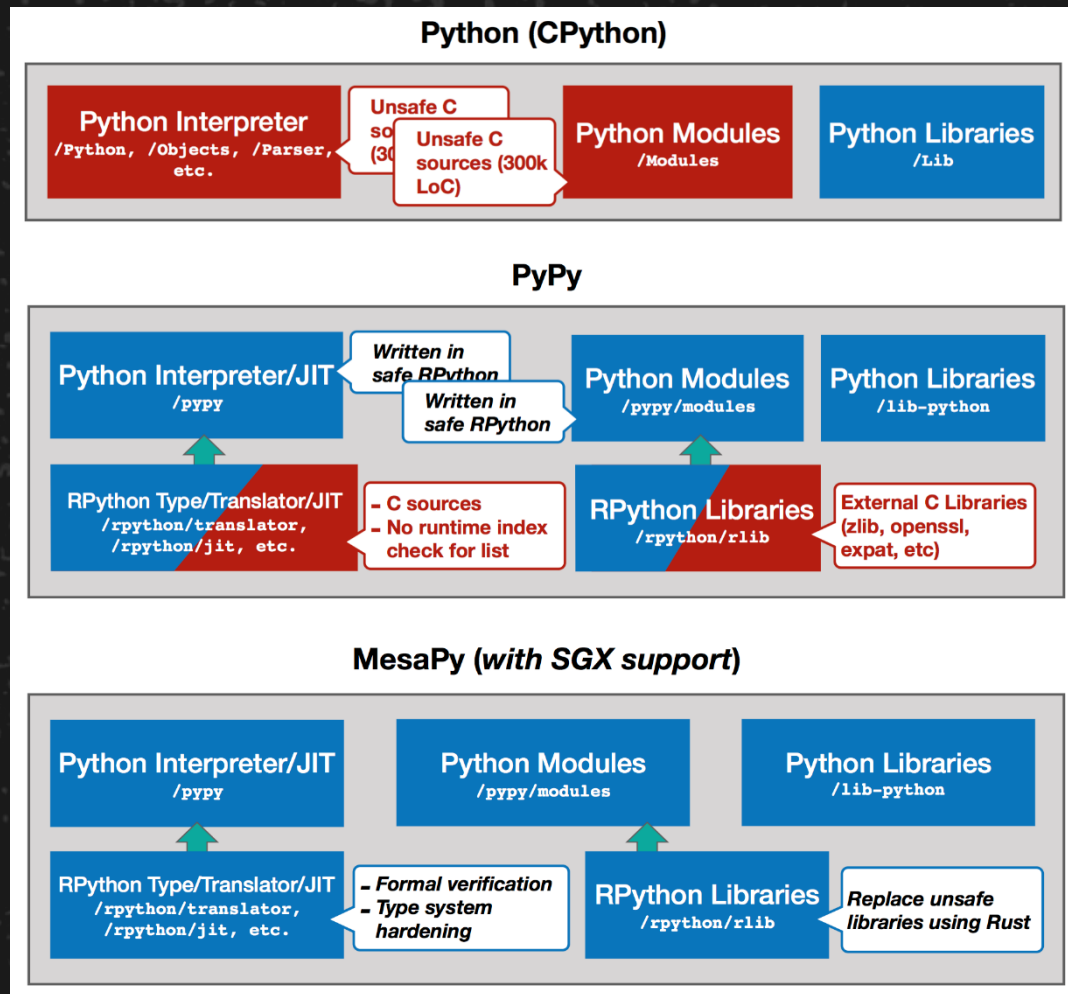 Python (CPython)
Python Interpreter
/Python, /Objects, /Parser,
etc.
Unsafe C
so
(30
Unsafe C
sources (300k
LoC)
Python Modules
/Modules
Python Libraries
/Lib
PyPy
Python Interpreter/JIT
/pypy
Written in
safe RPython
Written in
safe RPython
Python Modules
/pypy/modules
Python Libraries
/lib-python
RPython Type/Translator/JIT
/rpython/translator,
/rpython/jit, etc.
- C sources
- No runtime index
check for list
RPython Libraries
/rpython/rlib
External C Libraries
(zlib, openssl,
expat, etc)
MesaPy (with SGX support)
Python Interpreter/JIT
/pypy
Python Modules
/pypy/modules
Python Libraries
/lib-python
RPython Type/Translator/JIT
/rpython/translator,
/rpython/jit, etc.
- Formal verification
- Type system
hardening
RPython Libraries
/rpython/rlib
Replace unsafe
libraries using Rust